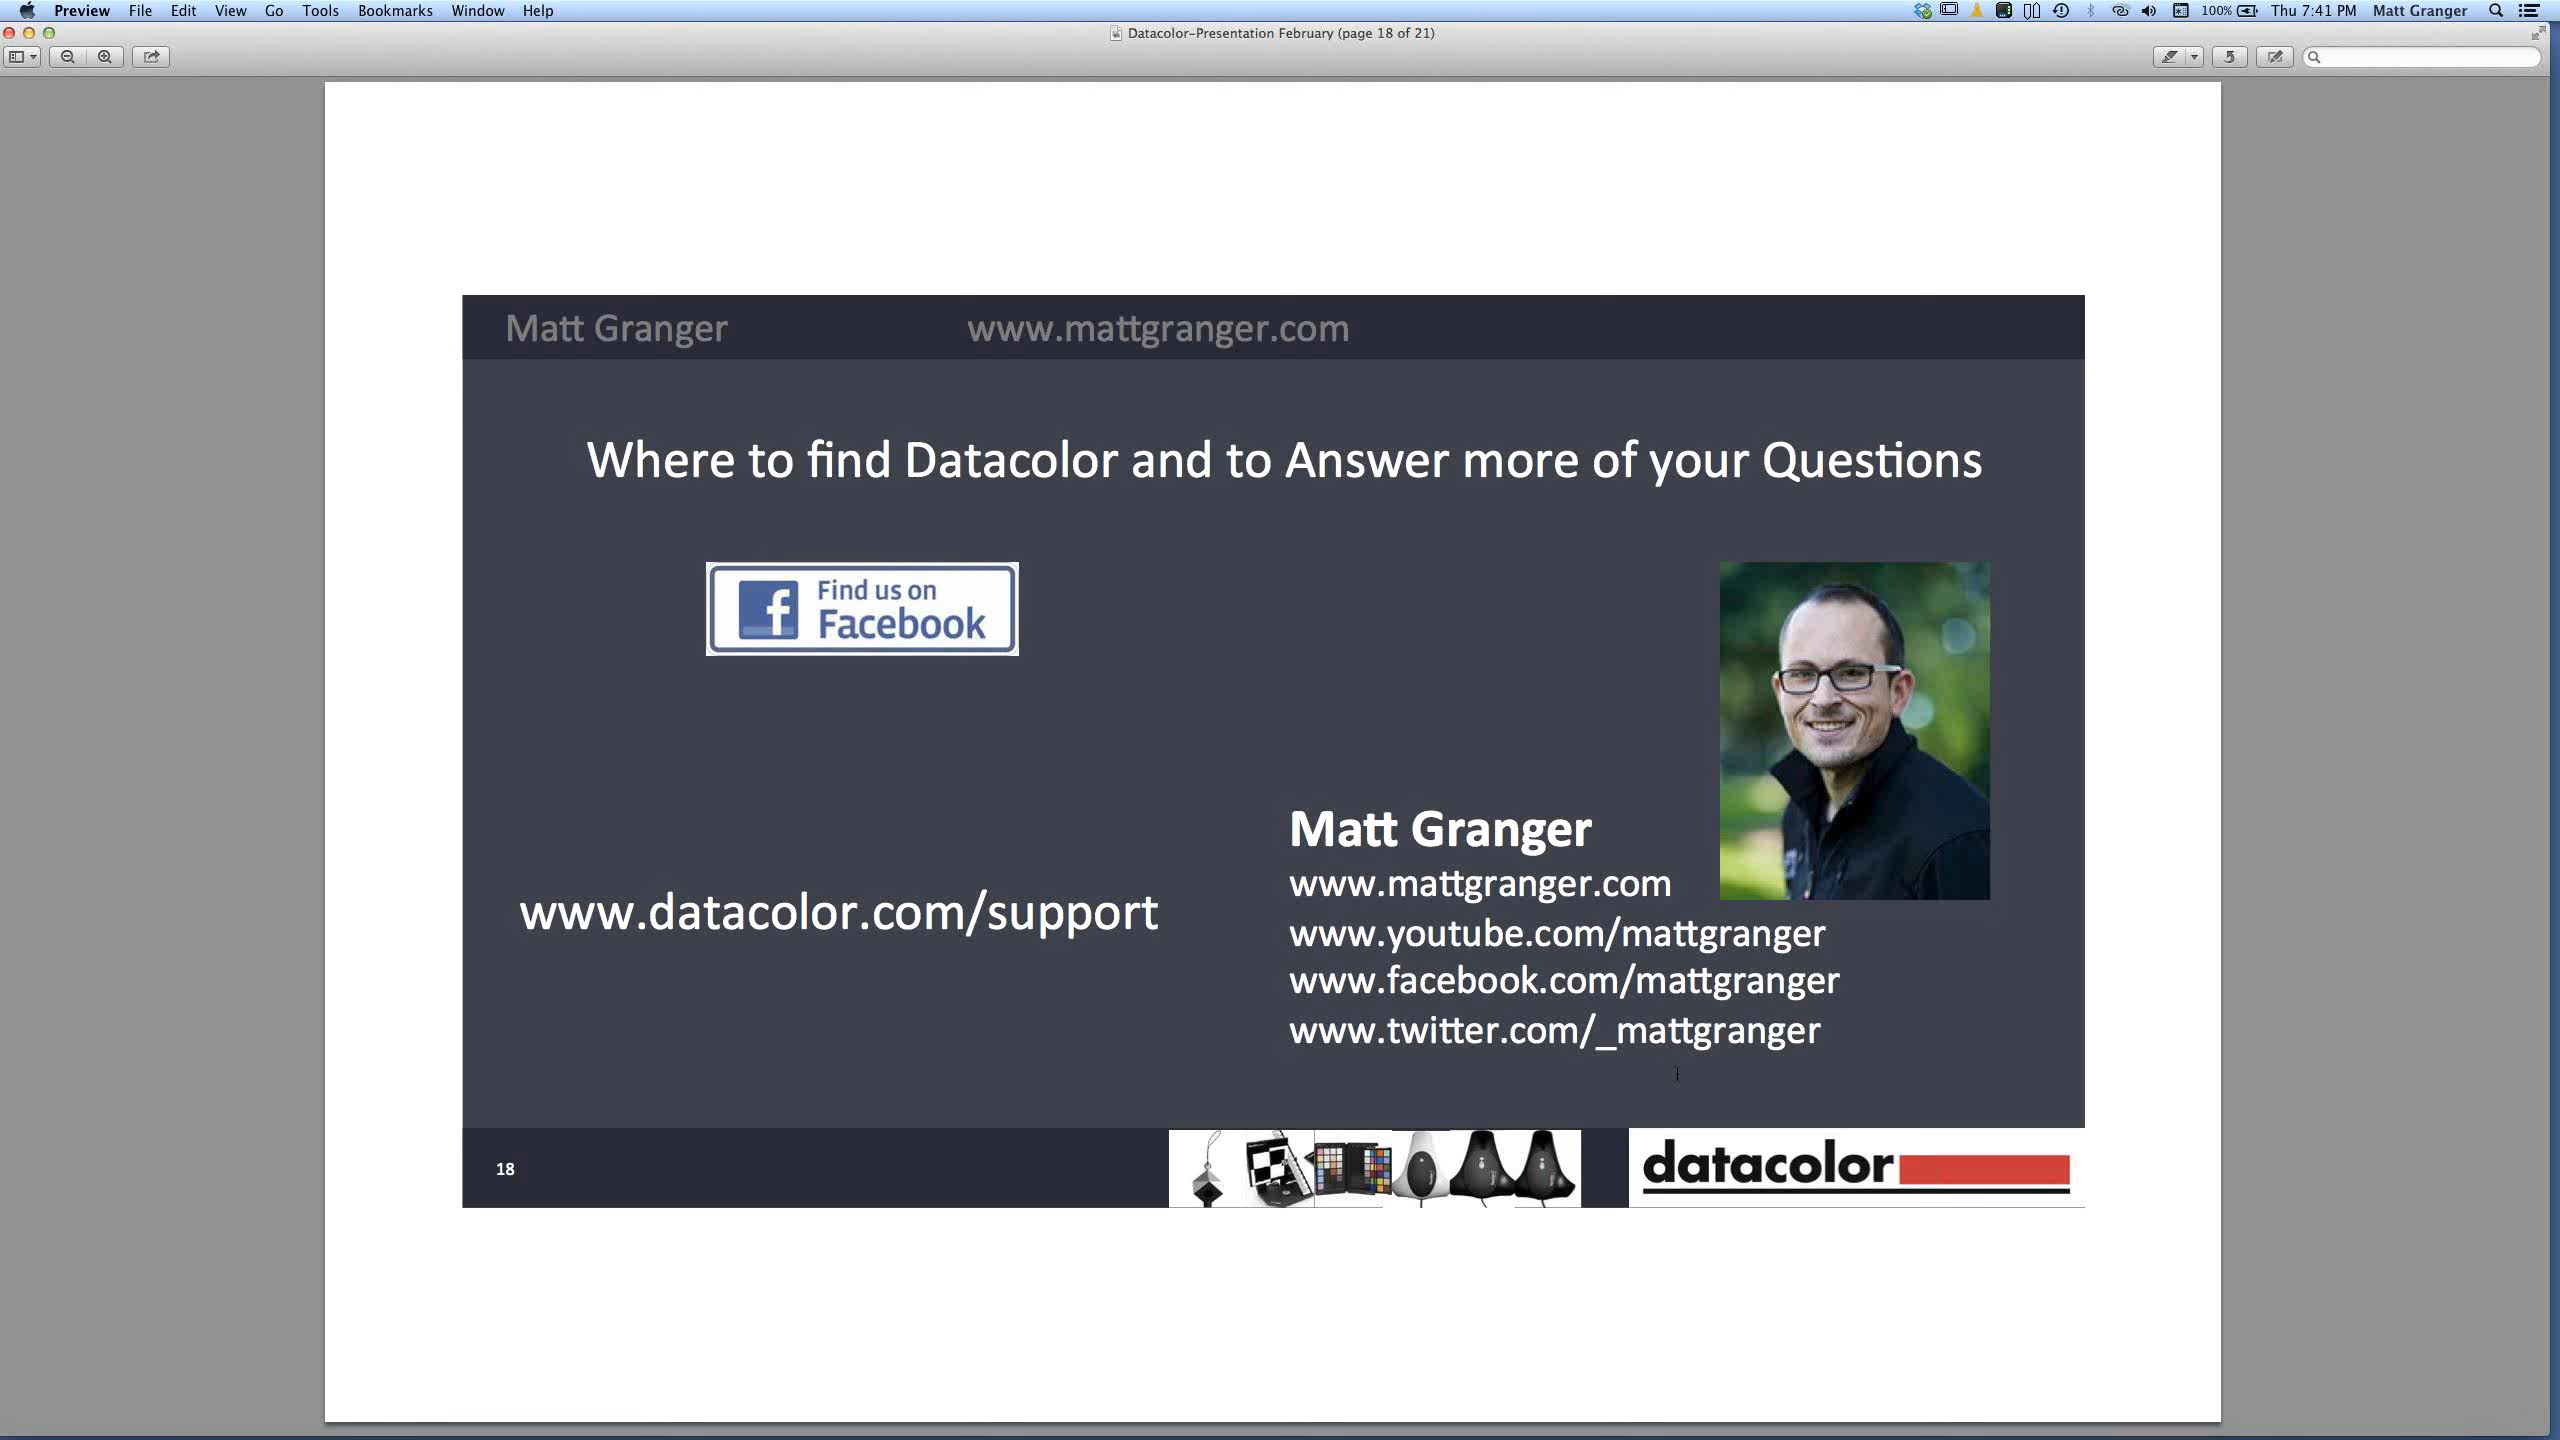 Preview File Edit View Go Tools Bookmarks Window Help
100% Thu 7:41 PM Matt Granger
Datacolor-Presentation February (page 18 of 21)
Matt Granger www.mattgranger.com
Where to find Datacolor and to Answer more of your Questions
Find us on
Facebook
Matt Granger
www.mattgranger.com
www.datacolor.com/support
www.youtube.com/mattgranger
www.facebook.com/mattgranger
www.twitter.com/_mattgranger
18
datacolor